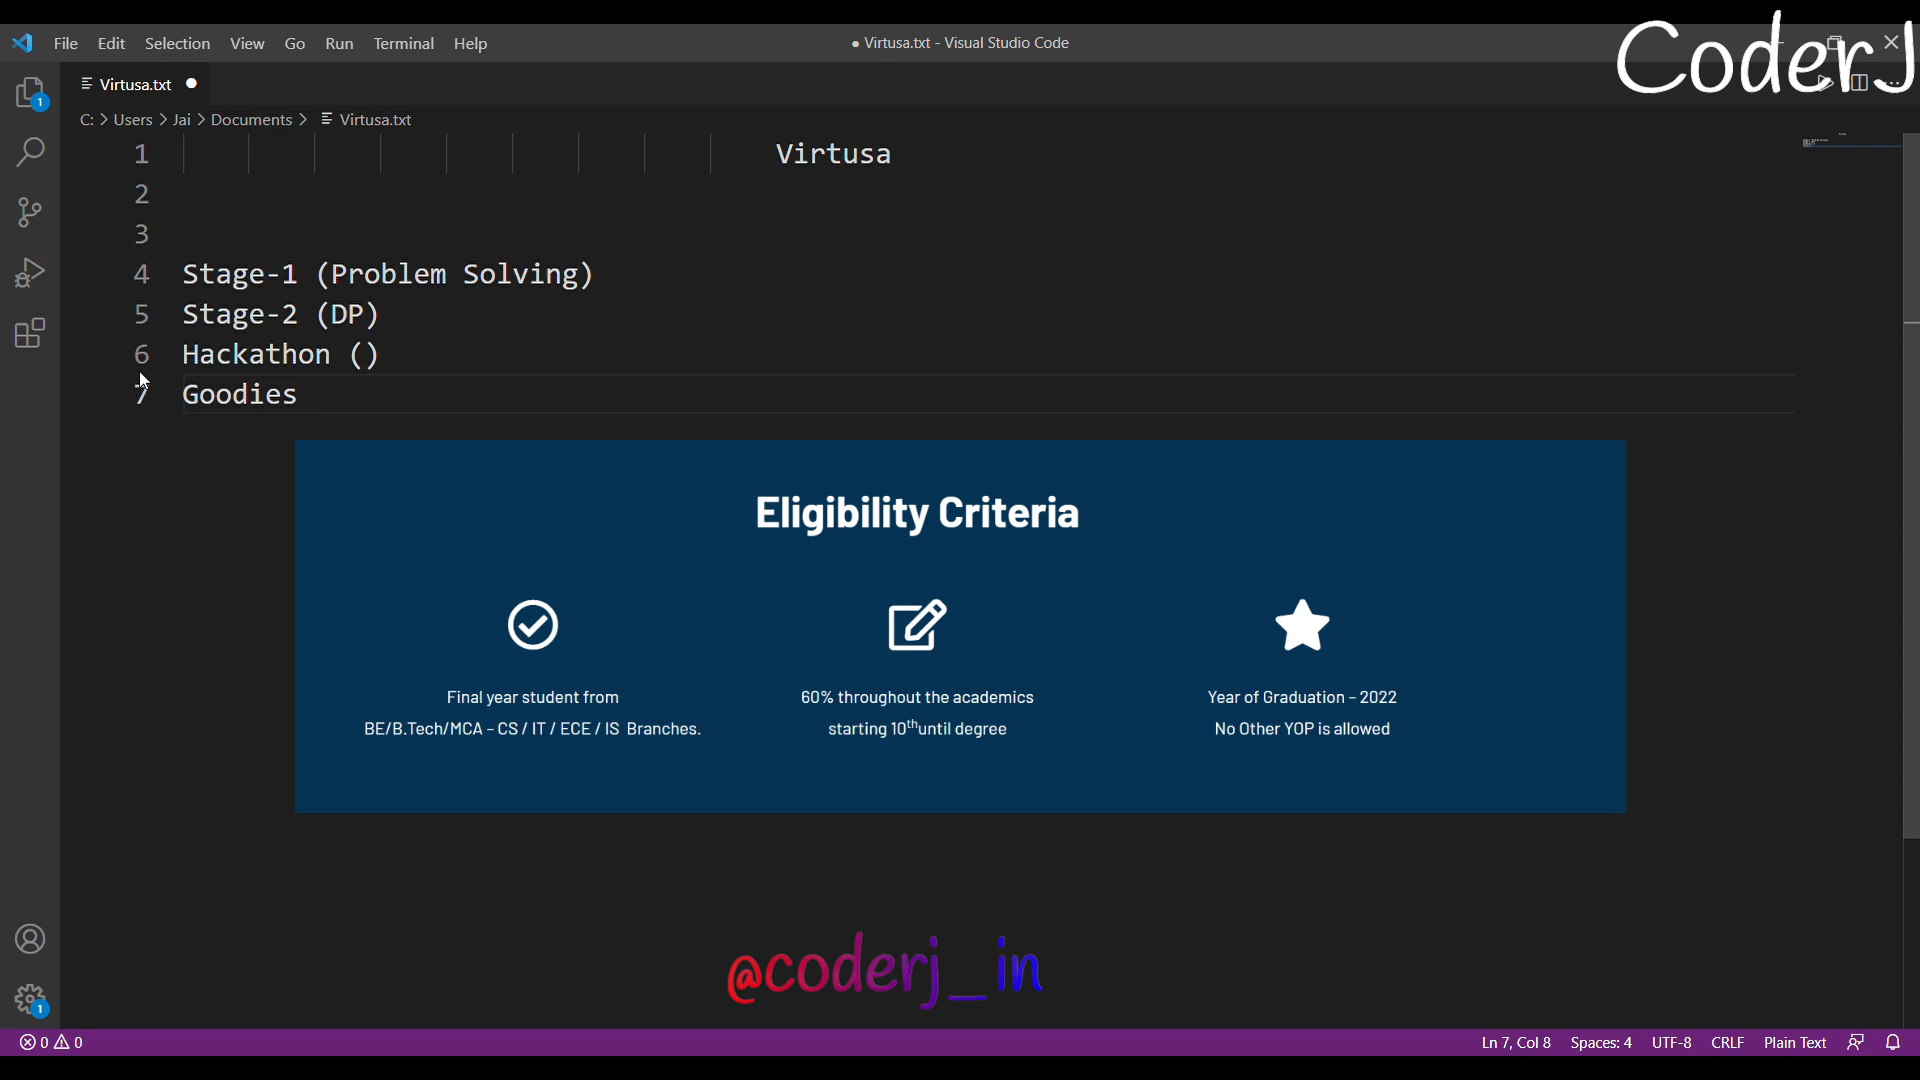 CoderJ
File Edit Selection View Go Run Terminal Help
● Virtusa.txt - Visual Studio Code
1
Virtusa.txt ●
C: > Users > Jai > Documents > Virtusa.txt
1 Virtusa
2
3
4 Stage-1 (Problem Solving)
5 Stage-2 (DP)
6 Hackathon ()
7 Goodies
Eligibility Criteria
Final year student from
BE/B.Tech/MCA – CS / IT / ECE / IS Branches.
60% throughout the academics
starting 10th until degree
Year of Graduation – 2022
No Other YOP is allowed
@coderj_in
1
0 0 Ln 7, Col 8 Spaces: 4 UTF-8 CRLF Plain Text